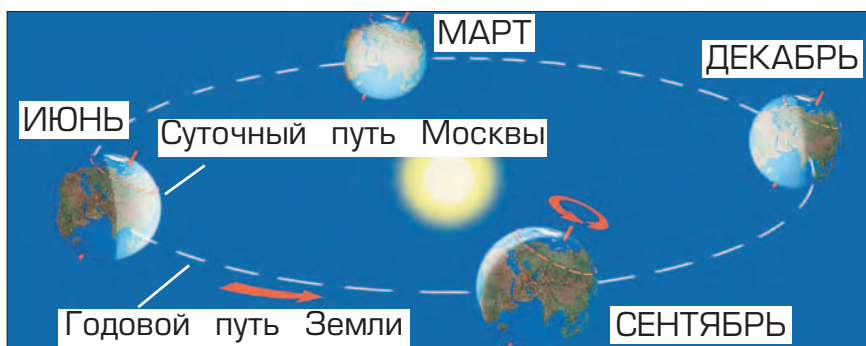 МАРТ
ДЕКАБРЬ
ИЮНЬ
Суточный путь Москвы
Годовой путь Земли
СЕНТЯБРЬ